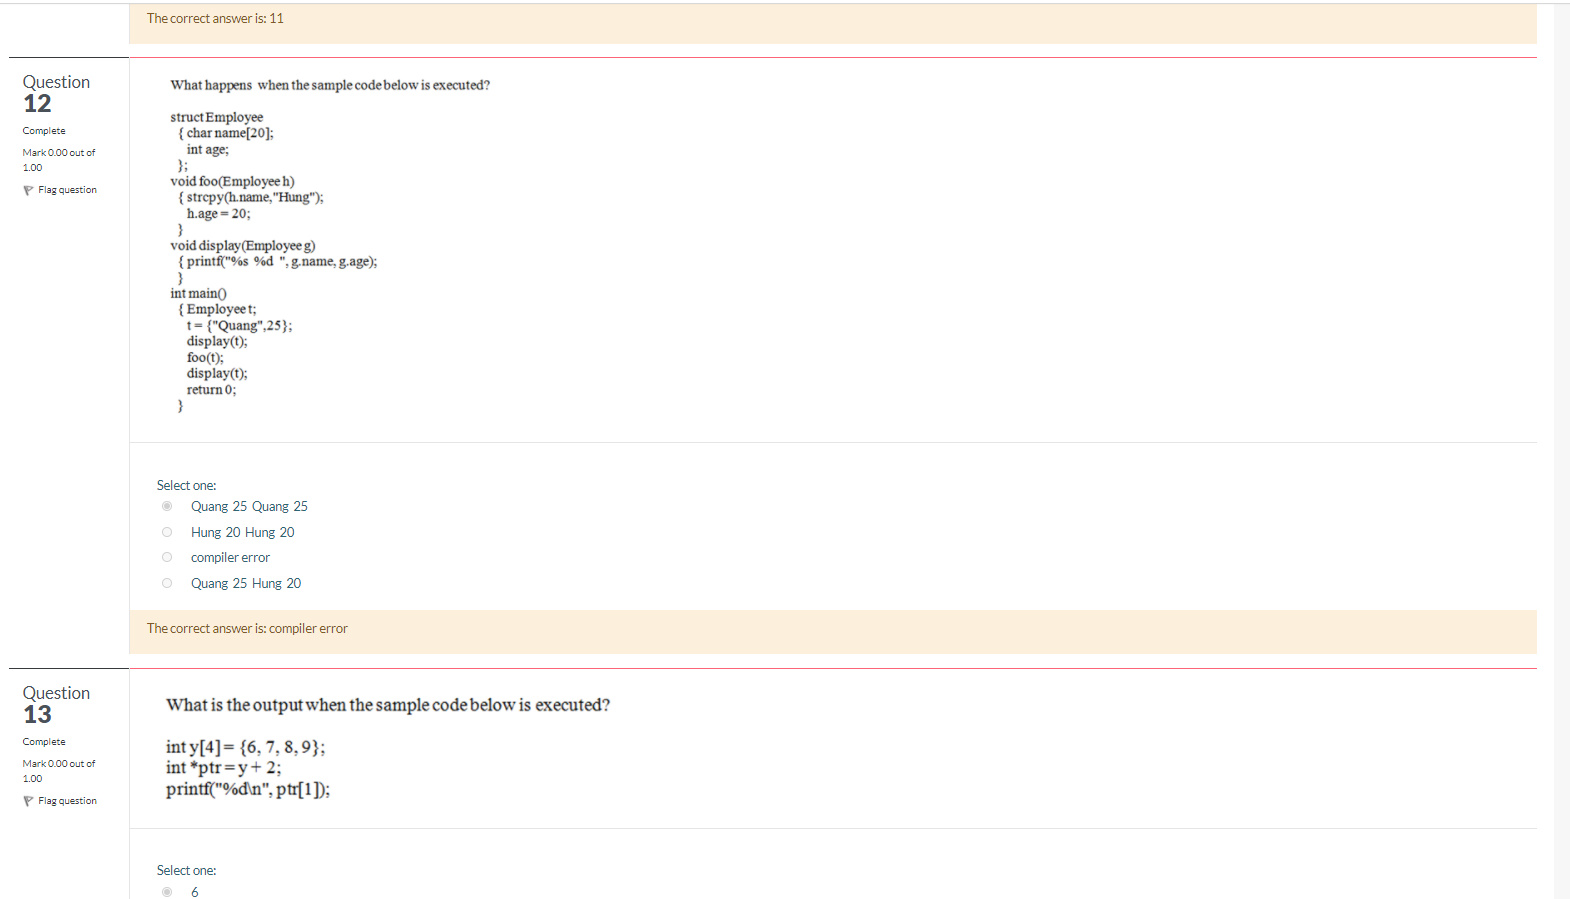 The correct answer is: 11
Question
12
Complete
Mark 0.00 out of
1.00
Flag question
What happens when the sample code below is executed?
struct Employee
{ char name[20];
int age;
};
void foo(Employee h)
{ strcpy(h.name,"Hung");
h.age = 20;
}
void display(Employee g)
{ printf("%s %d ", g.name, g.age);
}
int main()
{ Employee t;
t = {"Quang",25};
display(t);
foo(t);
display(t);
return 0;
}
Select one:
Quang 25 Quang 25
Hung 20 Hung 20
compiler error
Quang 25 Hung 20
The correct answer is: compiler error
Question
13
Complete
Mark 0.00 out of
1.00
Flag question
What is the output when the sample code below is executed?
int y[4]= {6, 7, 8, 9};
int *ptr = y + 2;
printf("%d\n", ptr[1]);
Select one:
6